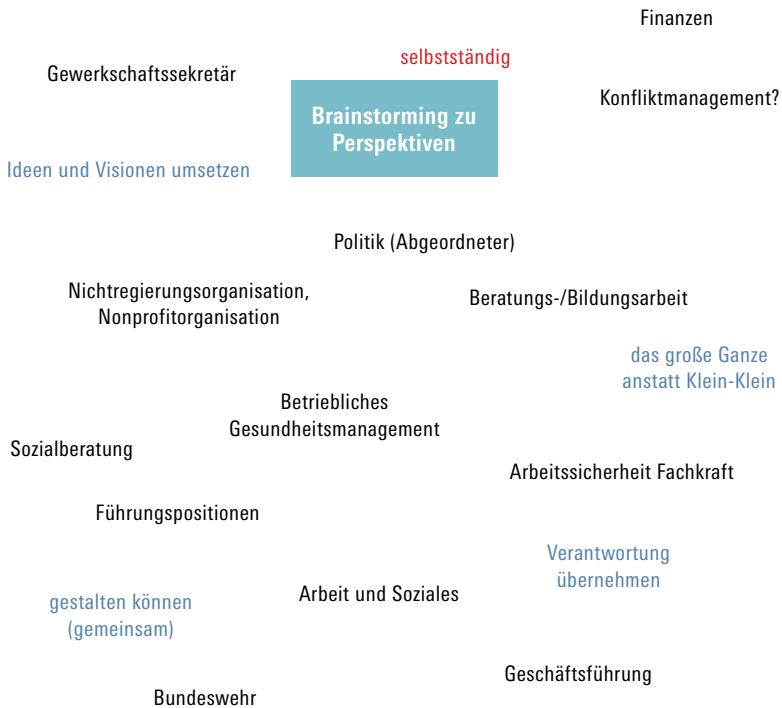 Finanzen
selbstständig
Gewerkschaftssekretär
Konfliktmanagement?
Brainstorming zu
Perspektiven
Ideen und Visionen umsetzen
Politik (Abgeordneter)
Nichtregierungsorganisation,
Nonprofitorganisation
Beratungs-/Bildungsarbeit
das große Ganze
anstatt Klein-Klein
Betriebliches
Gesundheitsmanagement
Sozialberatung
Arbeitssicherheit Fachkraft
Führungspositionen
Verantwortung
übernehmen
Arbeit und Soziales
gestalten können
(gemeinsam)
Geschäftsführung
Bundeswehr